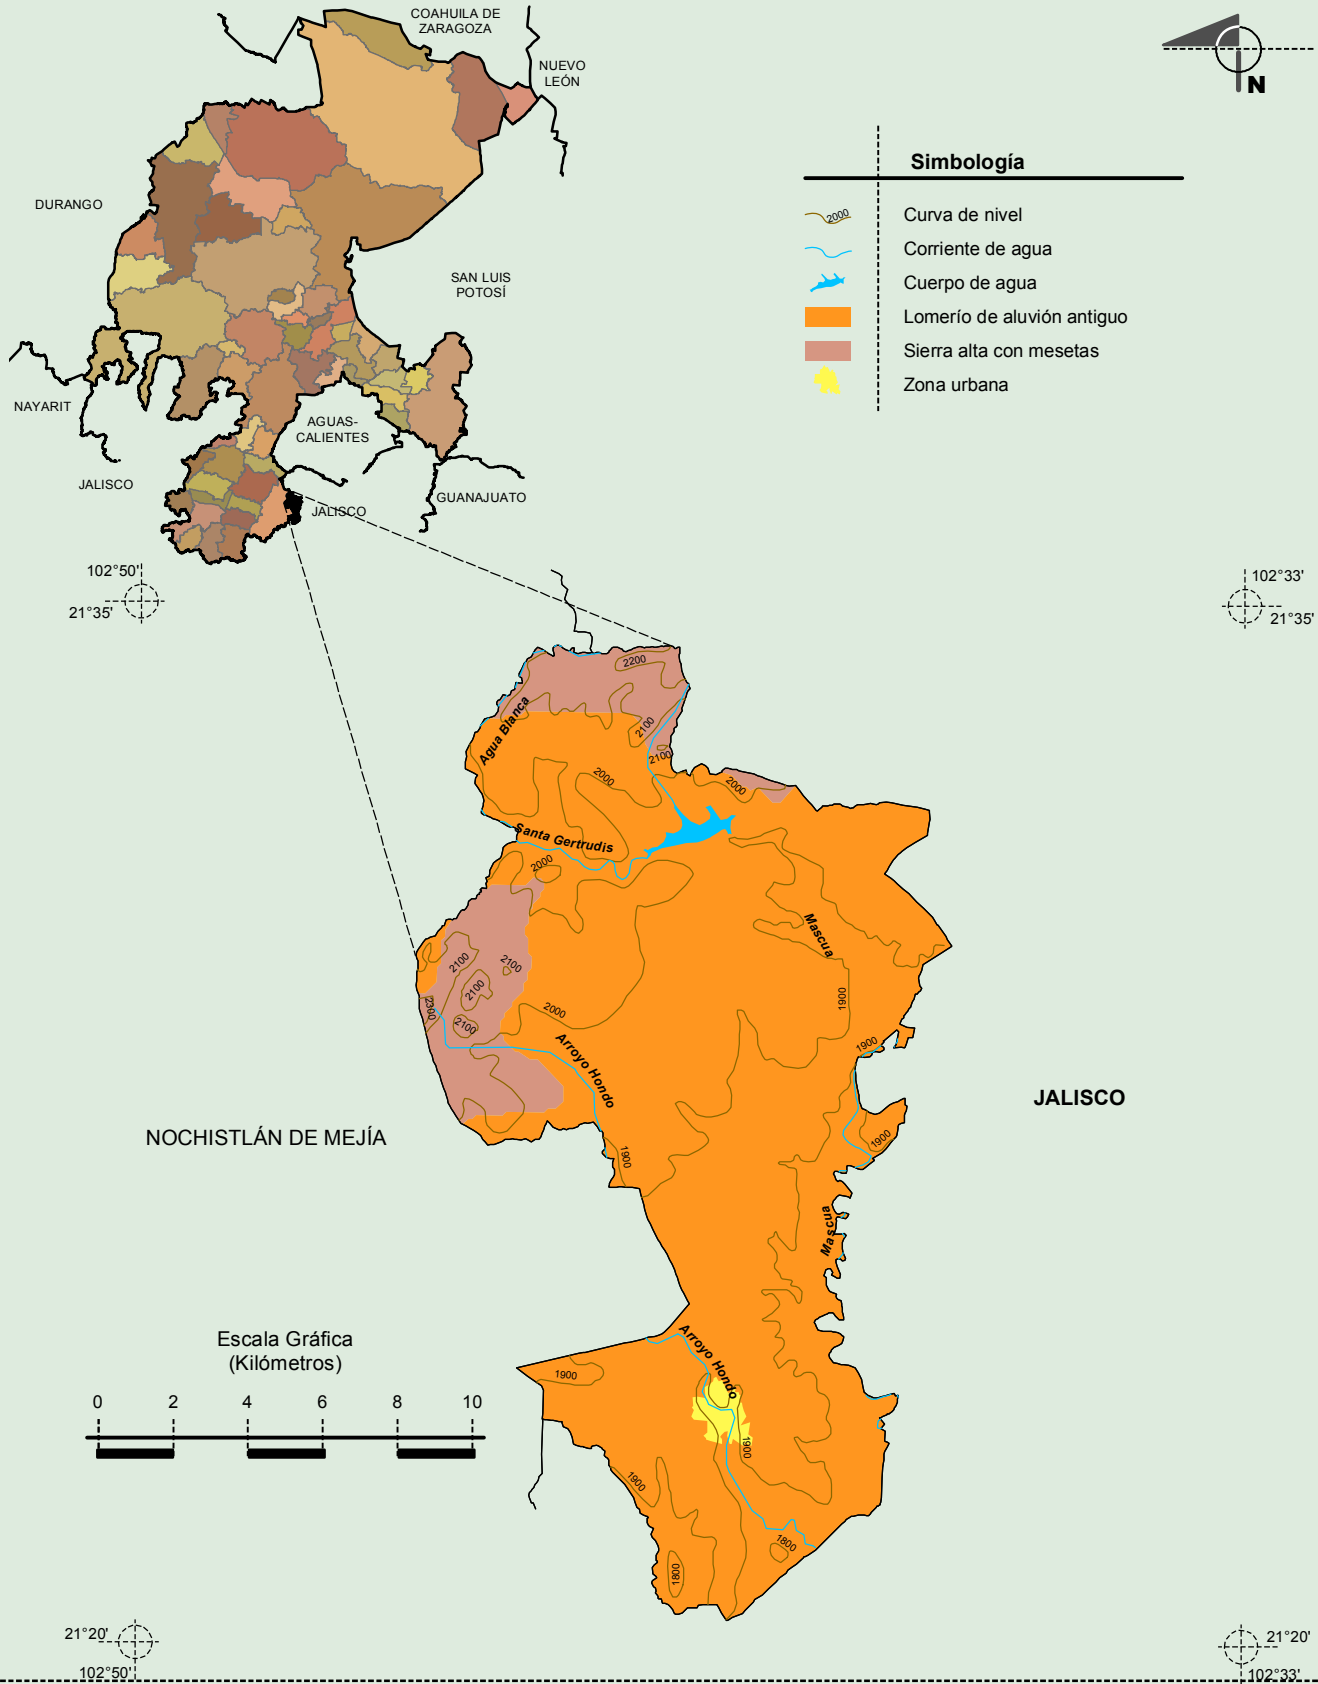 COAHUILA DE
ZARAGOZA
NUEVO
LEÓN
DURANGO
SAN LUIS
POTOSÍ
NAYARIT
AGUAS-
CALIENTES
JALISCO
GUANAJUATO
JALISCO
N
Simbología
2000
Curva de nivel
Corriente de agua
Cuerpo de agua
Lomerío de aluvión antiguo
Sierra alta con mesetas
Zona urbana
102°50'
21°35'
102°33'
21°35'
2200
Agua Blanca
2100
2100
2000
2000
Santa Gertrudis
2000
Mascua
2100
2100
2100
2300
2100
2000
1900
Arroyo Hondo
1900
JALISCO
NOCHISTLÁN DE MEJÍA
1900
1900
Mascua
Arroyo Hondo
1900
1900
1900
1800
1800
Escala Gráfica
(Kilómetros)
0 2 4 6 8 10
21°20'
102°50'
21°20'
102°33'